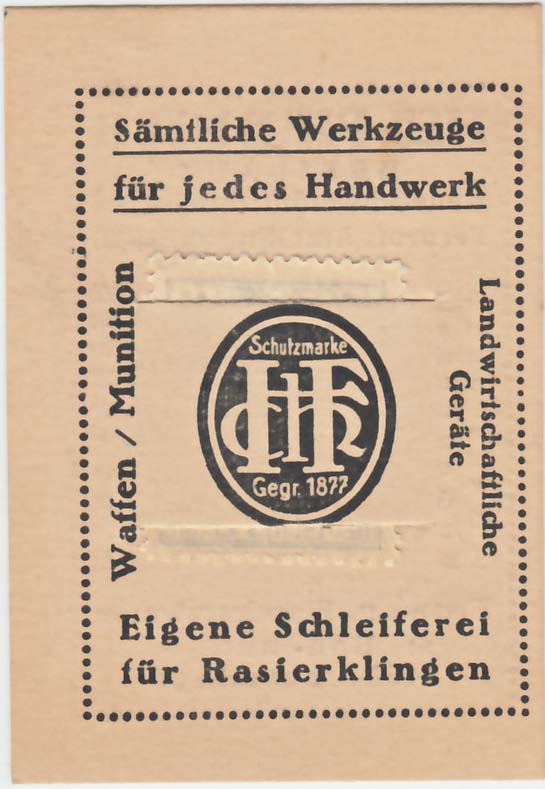 Sämtliche Werkzeuge
für jedes Handwerk
Waffen / Munition
Schutzmarke
Gegr. 1877
Landwirtschaftliche
Geräte
Eigene Schleiferei
für Rasierklingen